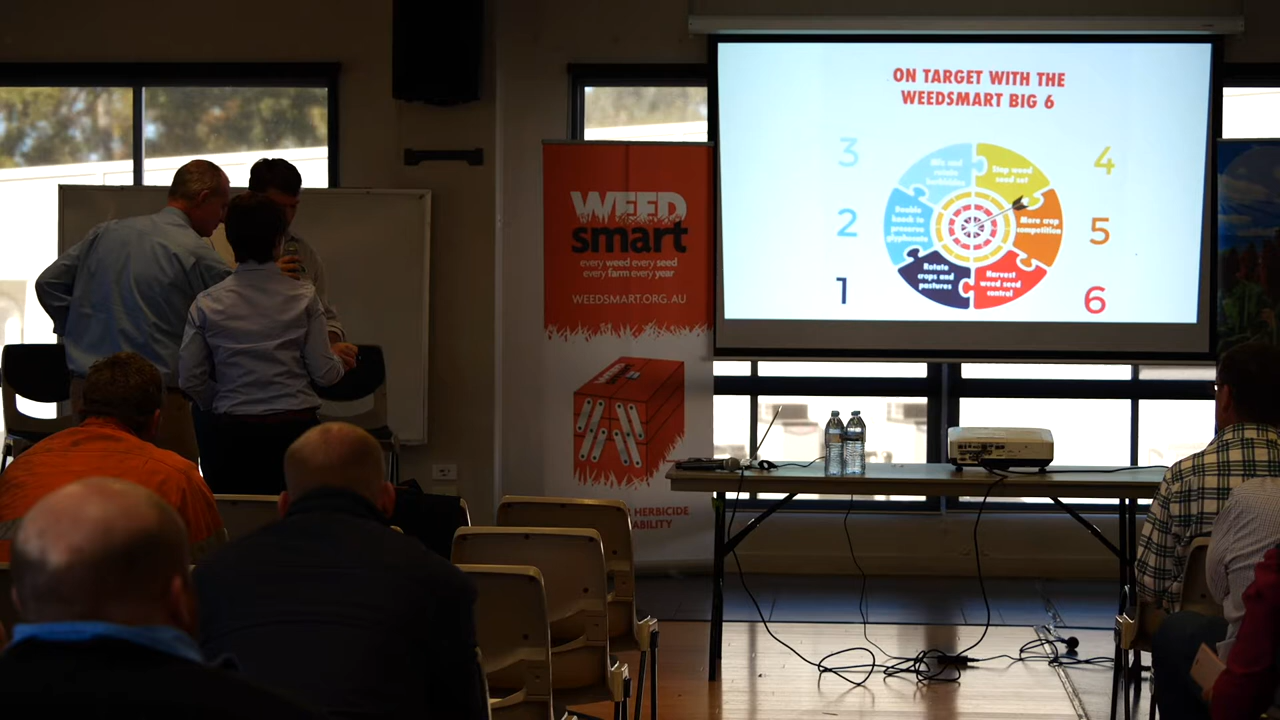 ON TARGET WITH THE
WEEDSMART BIG 6
3
4
Mix and
rotate
herbicides
Stop weed
seed set
2
5
Double
knock to
preserve
glyphosate
More crop
competition
1
6
Rotate
crops and
pastures
Harvest
weed seed
control
WEED
smart
every weed every seed
every farm every year
WEEDSMART.ORG.AU
HERBICIDE
ABILITY